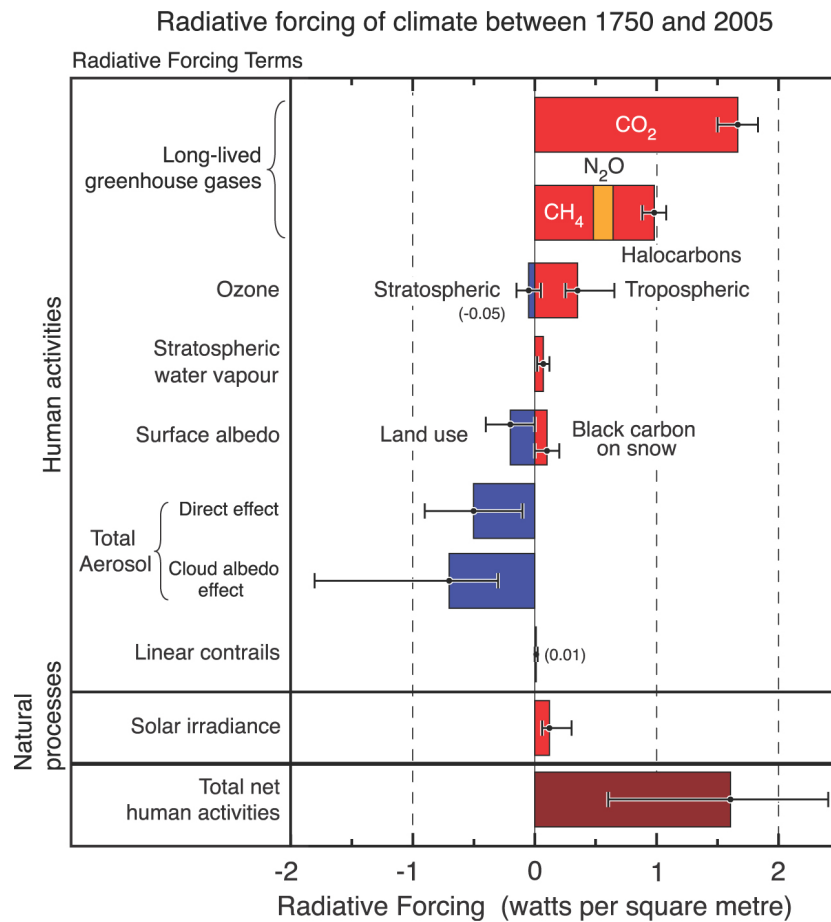 Radiative forcing of climate between 1750 and 2005
Radiative Forcing Terms
Human activities
Long-lived
greenhouse gases
CO₂
N₂O
CH₄
Halocarbons
Ozone
Stratospheric
(-0.05)
Tropospheric
Stratospheric
water vapour
Surface albedo
Land use
Black carbon
on snow
Total
Aerosol
Direct effect
Cloud albedo
effect
Linear contrails
(0.01)
Natural
processes
Solar irradiance
Total net
human activities
-2 -1 0 1 2
Radiative Forcing (watts per square metre)